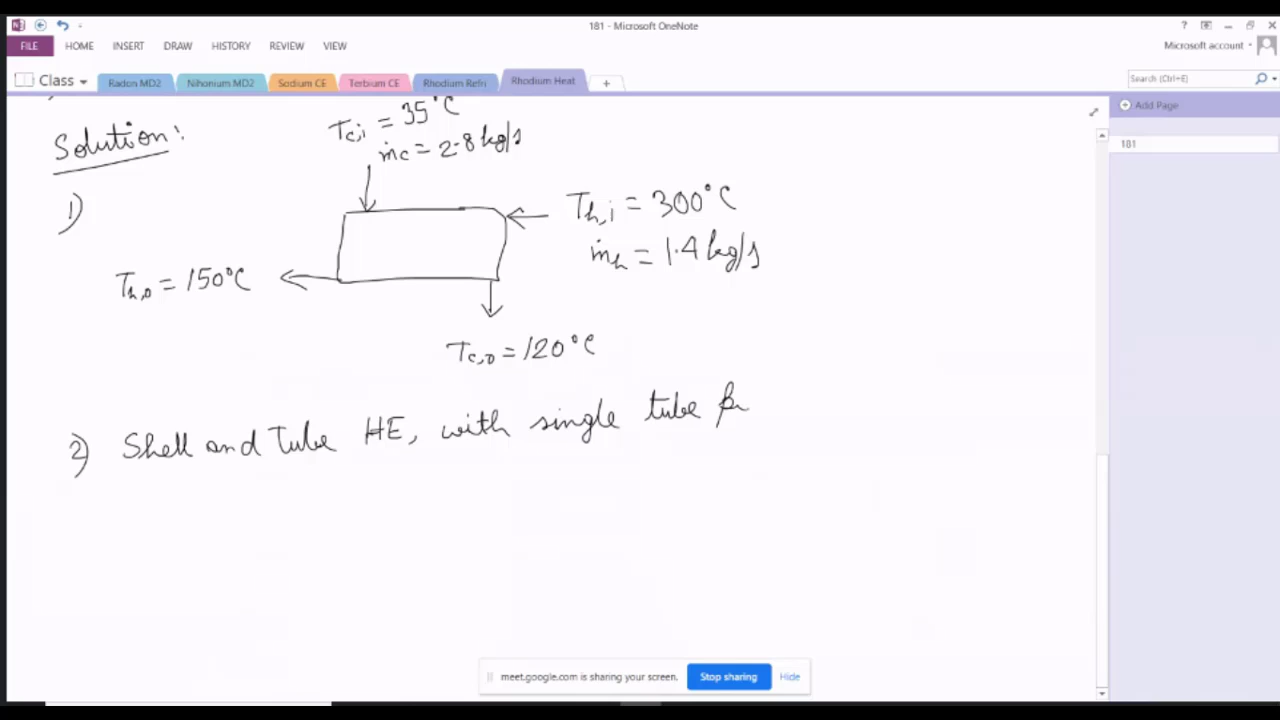 181 - Microsoft OneNote
?
FILE HOME INSERT DRAW HISTORY REVIEW VIEW
Microsoft account
Class Radon MD2 Nihonium MD2 Sodium CE Terbium CE Rhodium Refri Rhodium Heat +
Search (Ctrl+E)
Add Page
181
Solution:
Tc,i = 35°C
ṁc = 2.8 kg/s
1)
Th,i = 300°C
ṁh = 1.4 kg/s
Th,o = 150°C
Tc,o = 120°C
2) Shell and Tube HE, with single tube
meet.google.com is sharing your screen. Stop sharing Hide